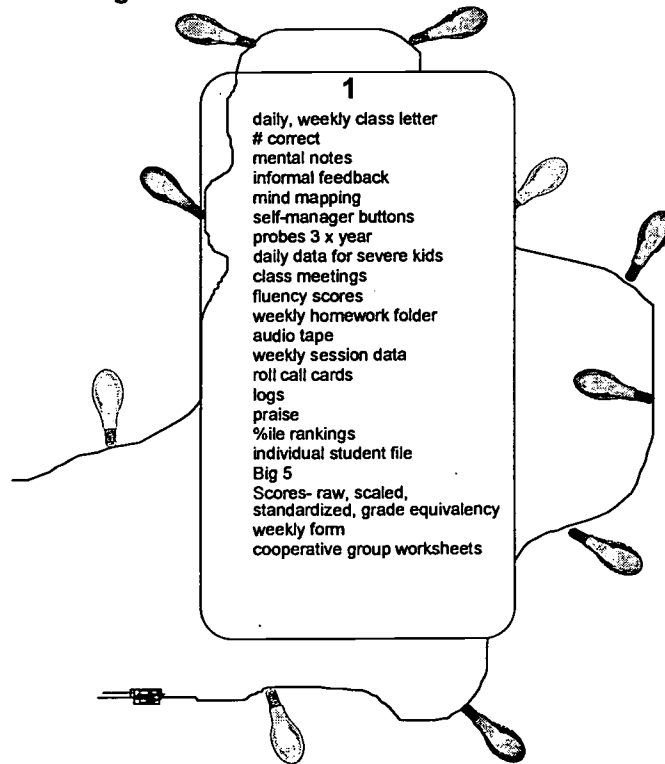 1
daily, weekly class letter
# correct
mental notes
informal feedback
mind mapping
self-manager buttons
probes 3 x year
daily data for severe kids
class meetings
fluency scores
weekly homework folder
audio tape
weekly session data
roll call cards
logs
praise
%ile rankings
individual student file
Big 5
Scores- raw, scaled,
standardized, grade equivalency
weekly form
cooperative group worksheets